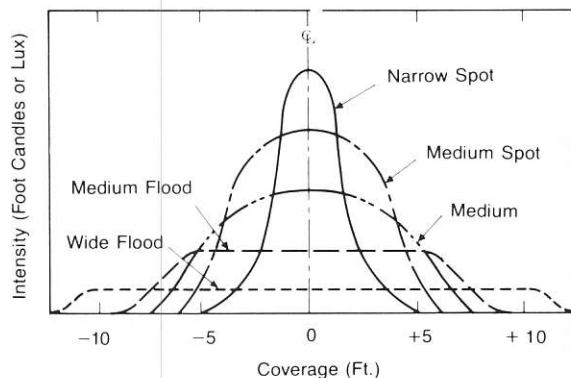 Intensity (Foot Candles or Lux)
℄
Narrow Spot
Medium Spot
Medium Flood
Medium
Wide Flood
−10 −5 0 +5 + 10
Coverage (Ft.)